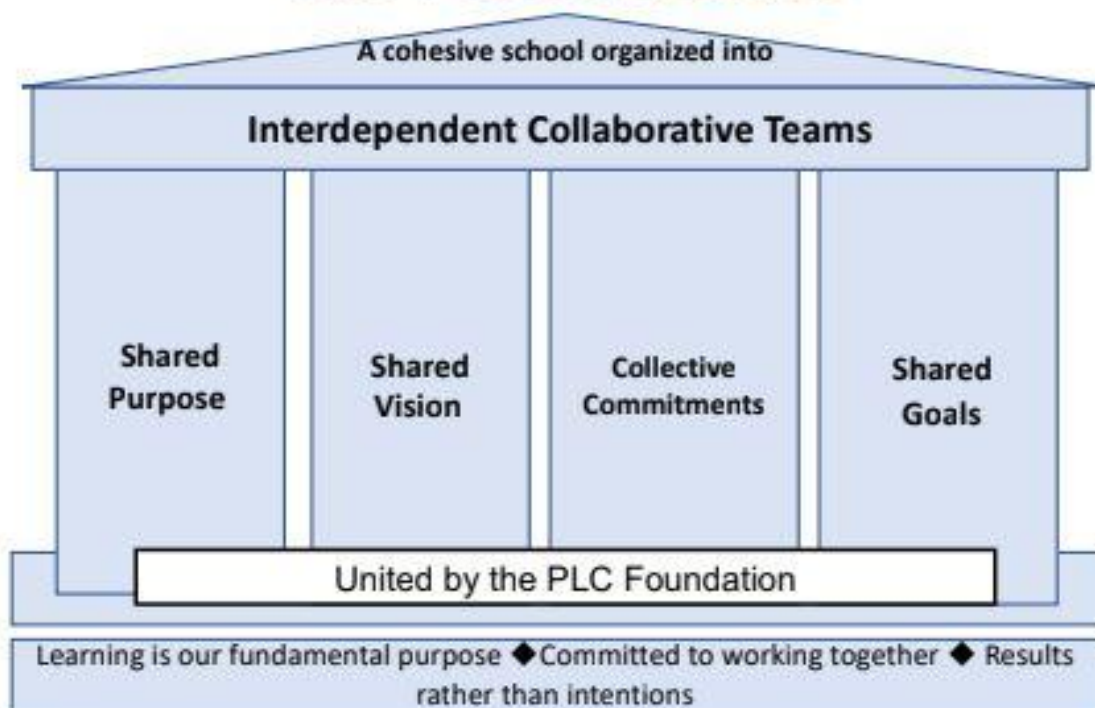 A cohesive school organized into
Interdependent Collaborative Teams
Shared
Purpose
Shared
Vision
Collective
Commitments
Shared
Goals
United by the PLC Foundation
Learning is our fundamental purpose ◆Committed to working together ◆ Results
rather than intentions